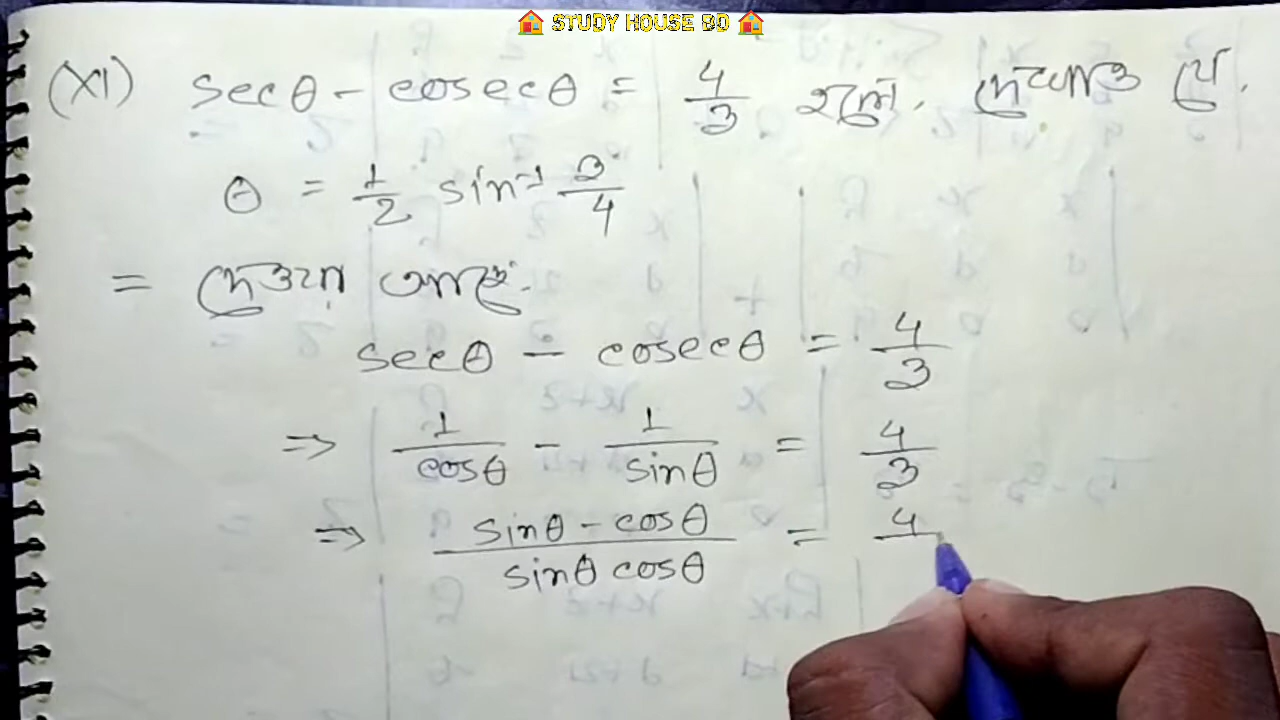 🏠 STUDY HOUSE BD 🏠
(XI) secθ - cosecθ = 4/3 হলে, দেখাও যে,
θ = 1/2 sin⁻¹ 3/4
= দেওয়া আছে,
secθ - cosecθ = 4/3
⇒ 1/cosθ - 1/sinθ = 4/3
⇒ sinθ - cosθ / sinθ cosθ = 4